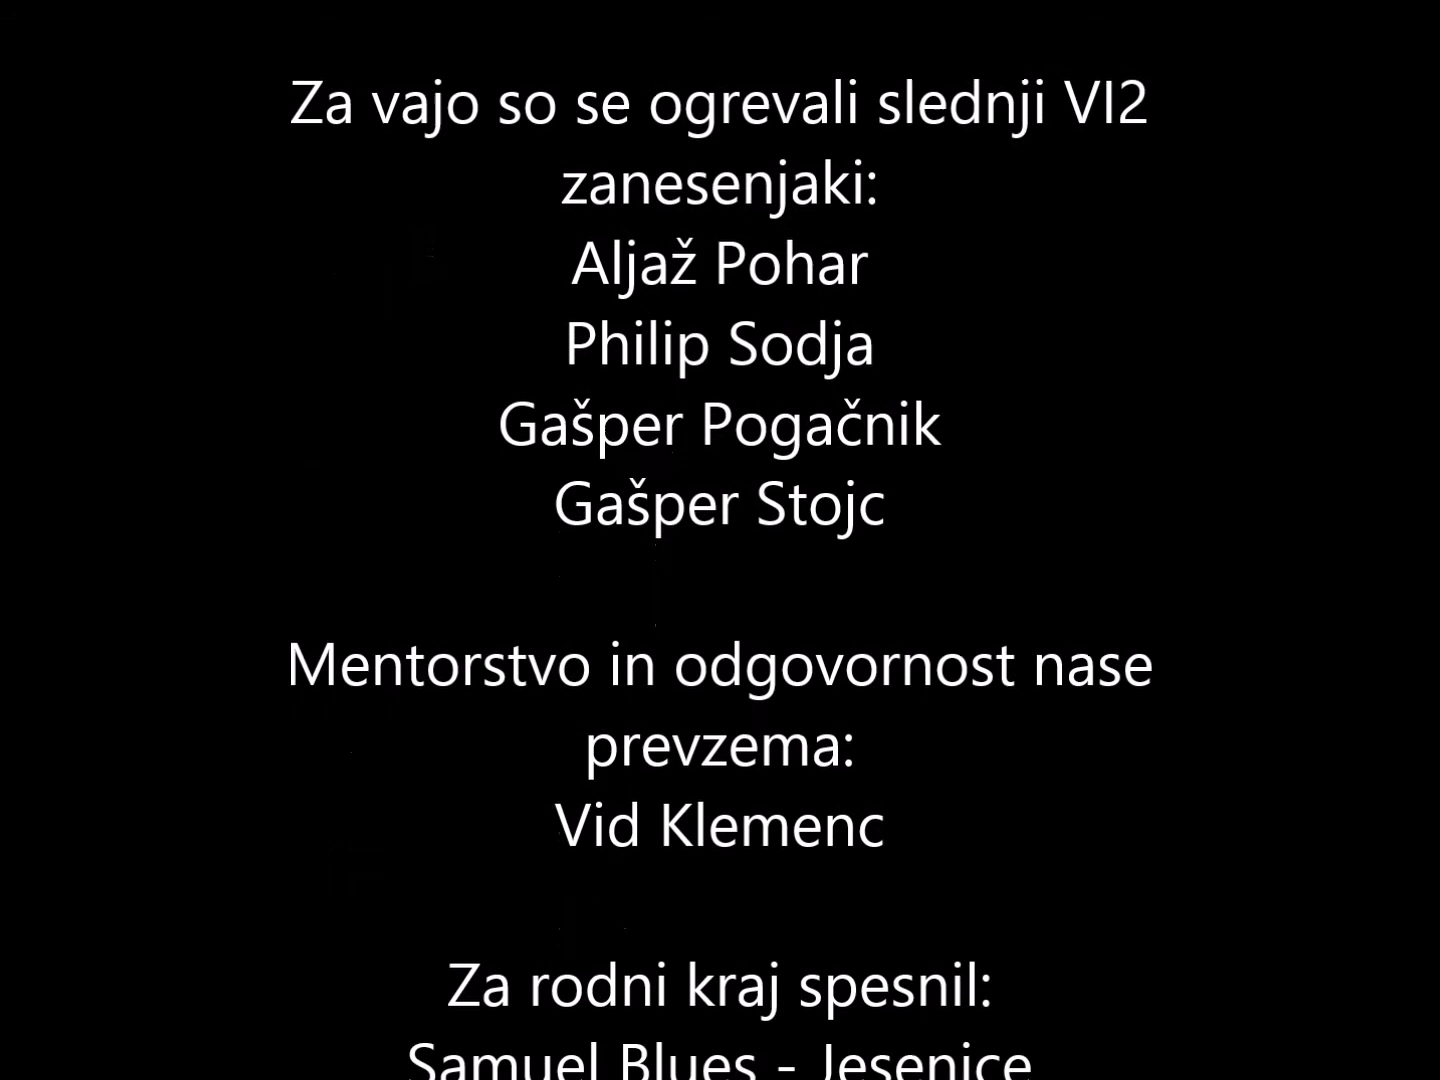 Za vajo so se ogrevali slednji VI2
zanesenjaki:
Aljaž Pohar
Philip Sodja
Gašper Pogačnik
Gašper Stojc
Mentorstvo in odgovornost nase
prevzema:
Vid Klemenc
Za rodni kraj spesnil:
Samuel Blues - Jesenice